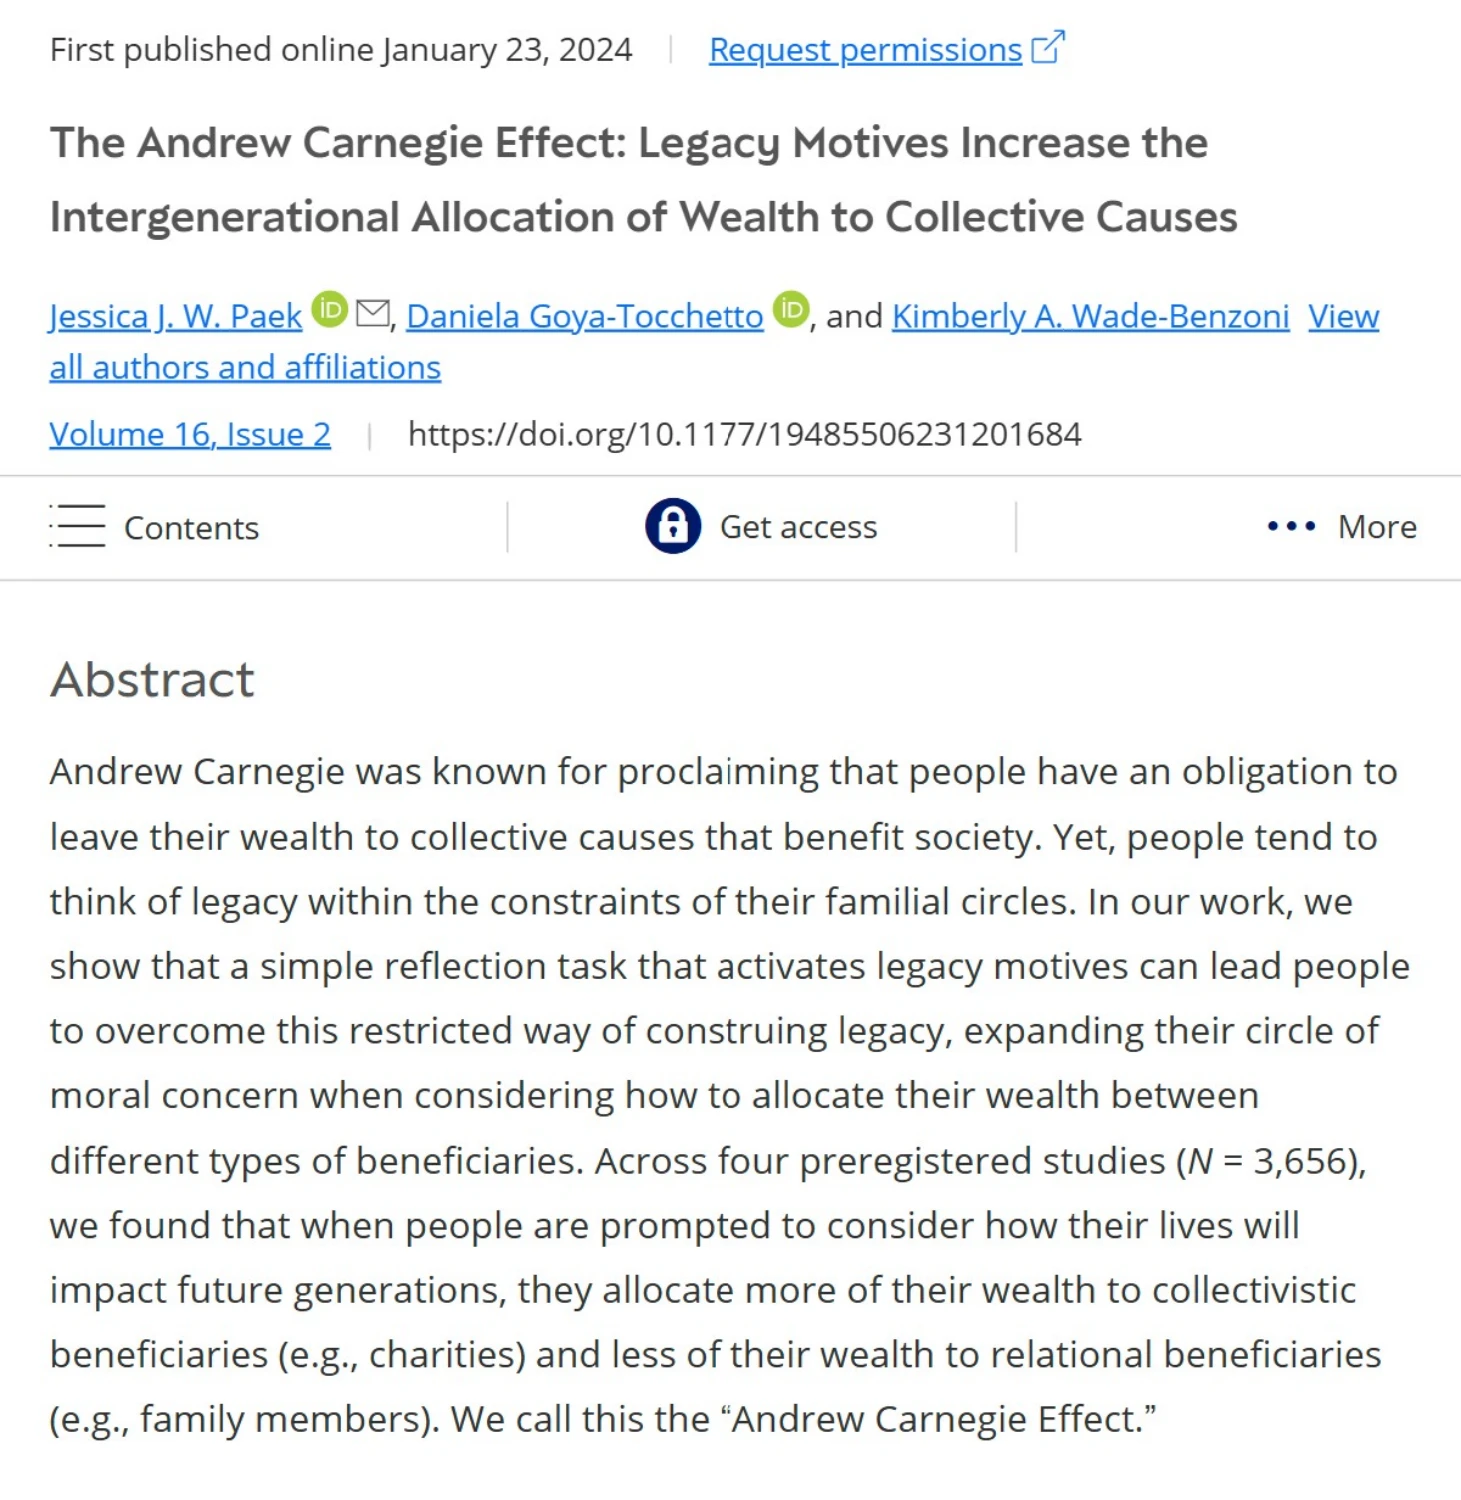 First published online January 23, 2024 | Request permissions
The Andrew Carnegie Effect: Legacy Motives Increase the
Intergenerational Allocation of Wealth to Collective Causes
Jessica J. W. Paek iD, Daniela Goya-Tocchetto iD, and Kimberly A. Wade-Benzoni View
all authors and affiliations
Volume 16, Issue 2 | https://doi.org/10.1177/19485506231201684
Contents | Get access | More
Abstract
Andrew Carnegie was known for proclaiming that people have an obligation to
leave their wealth to collective causes that benefit society. Yet, people tend to
think of legacy within the constraints of their familial circles. In our work, we
show that a simple reflection task that activates legacy motives can lead people
to overcome this restricted way of construing legacy, expanding their circle of
moral concern when considering how to allocate their wealth between
different types of beneficiaries. Across four preregistered studies (N = 3,656),
we found that when people are prompted to consider how their lives will
impact future generations, they allocate more of their wealth to collectivistic
beneficiaries (e.g., charities) and less of their wealth to relational beneficiaries
(e.g., family members). We call this the “Andrew Carnegie Effect.”